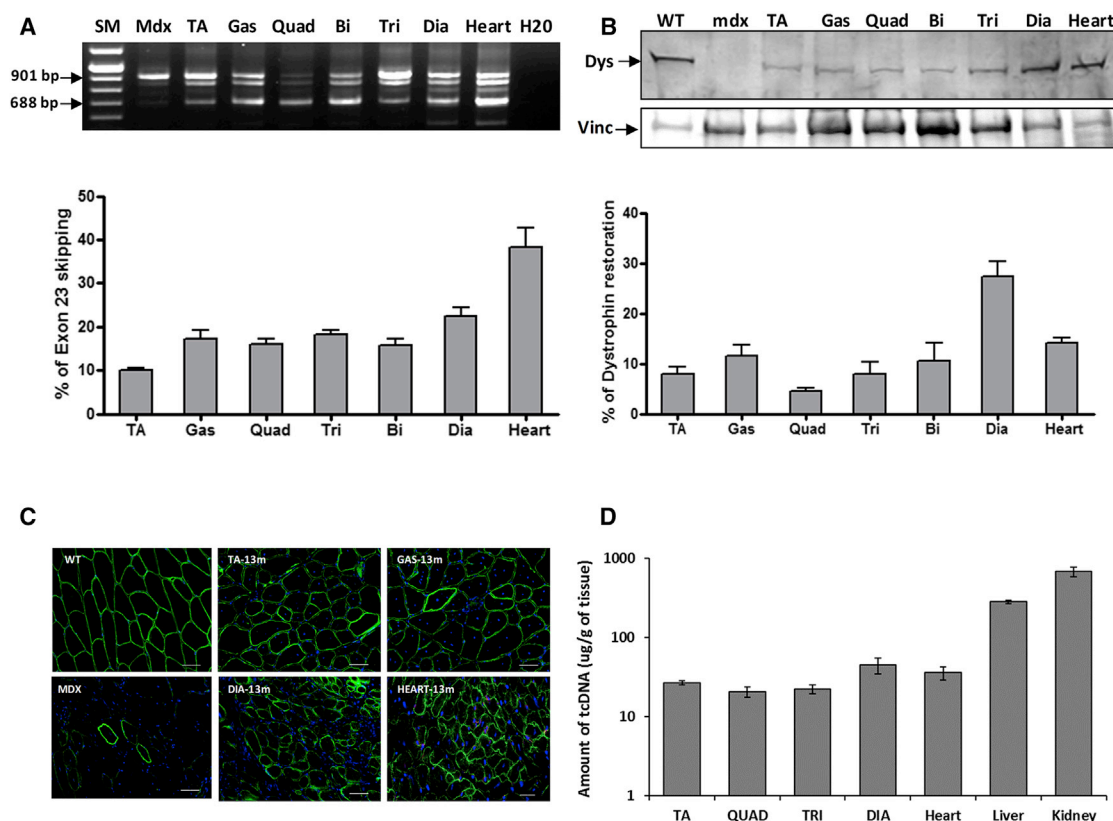 A
SM Mdx TA Gas Quad Bi Tri Dia Heart H20
901 bp
688 bp
% of Exon 23 skipping
50
40
30
20
10
0
TA Gas Quad Tri Bi Dia Heart
B
WT mdx TA Gas Quad Bi Tri Dia Heart
Dys
Vinc
% of Dystrophin restoration
40
30
20
10
0
TA Gas Quad Tri Bi Dia Heart
C
WT TA-13m GAS-13m
MDX DIA-13m HEART-13m
D
Amount of tcDNA (ug/g of tissue)
1000
100
10
1
TA QUAD TRI DIA Heart Liver Kidney